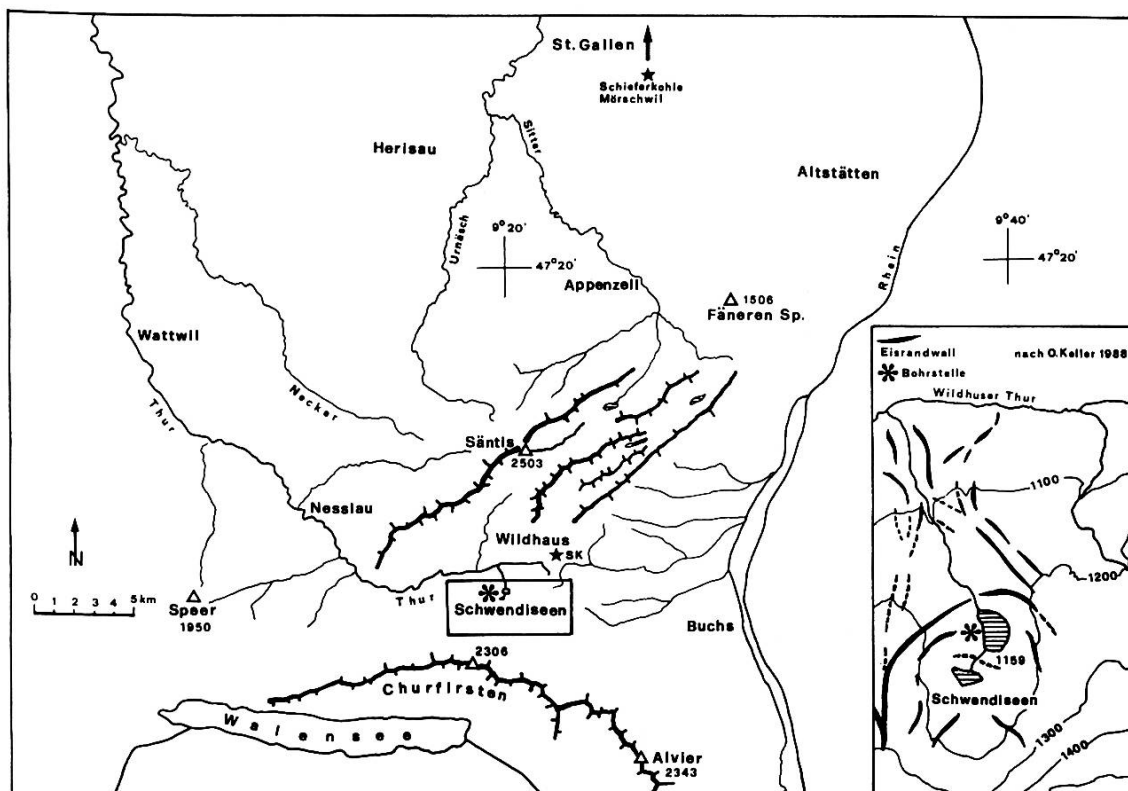 St.Gallen
Schieferkohle
Mörschwil
Sitter
Herisau
Altstätten
Urnäsch
9°20'
47°20'
9°40'
47°20'
Rhein
Appenzell
1506
Fäneren Sp.
Wattwil
Necker
Thur
Säntis
2503
Nesslau
Wildhaus
SK
N
0 1 2 3 4 5km
Speer
1950
Thur
Schwendiseen
Buchs
2306
Churfirsten
Walensee
Alvier
2343
Eisrandwall nach O.Keller 1988
Bohrstelle
Wildhuser Thur
1100
1200
1159
Schwendiseen
1300
1400